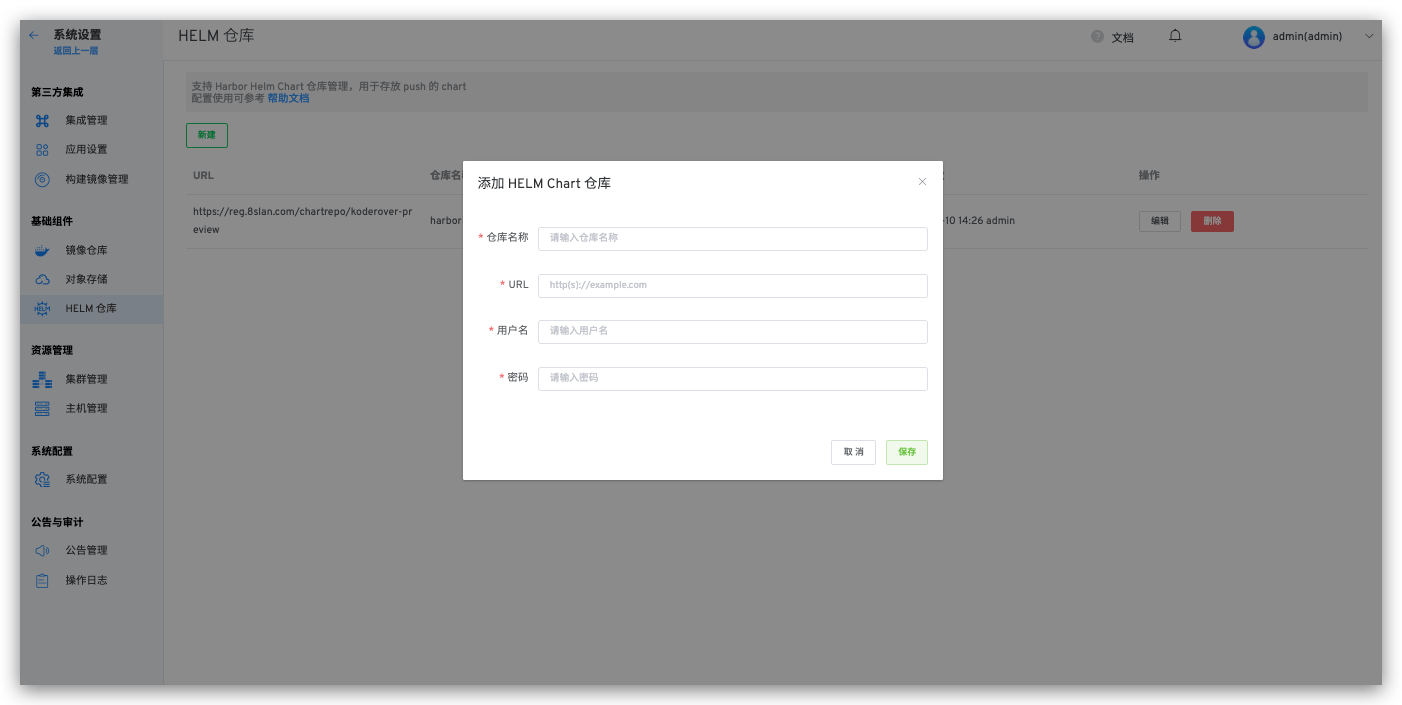 系统设置
返回上一层
第三方集成
集成管理
应用设置
构建镜像管理
基础组件
镜像仓库
对象存储
HELM 仓库
资源管理
集群管理
主机管理
系统配置
系统配置
公告与审计
公告管理
操作日志
HELM 仓库
文档
admin(admin)
支持 Harbor Helm Chart 仓库管理，用于存放 push 的 chart
配置使用可参考 帮助文档
新建
URL
仓库名
操作
https://reg.8slan.com/chartrepo/koderover-pr
eview
harbor
-10 14:26 admin
编辑
删除
添加 HELM Chart 仓库
* 仓库名称
请输入仓库名称
* URL
http(s)://example.com
* 用户名
请输入用户名
* 密码
请输入密码
取 消
保存